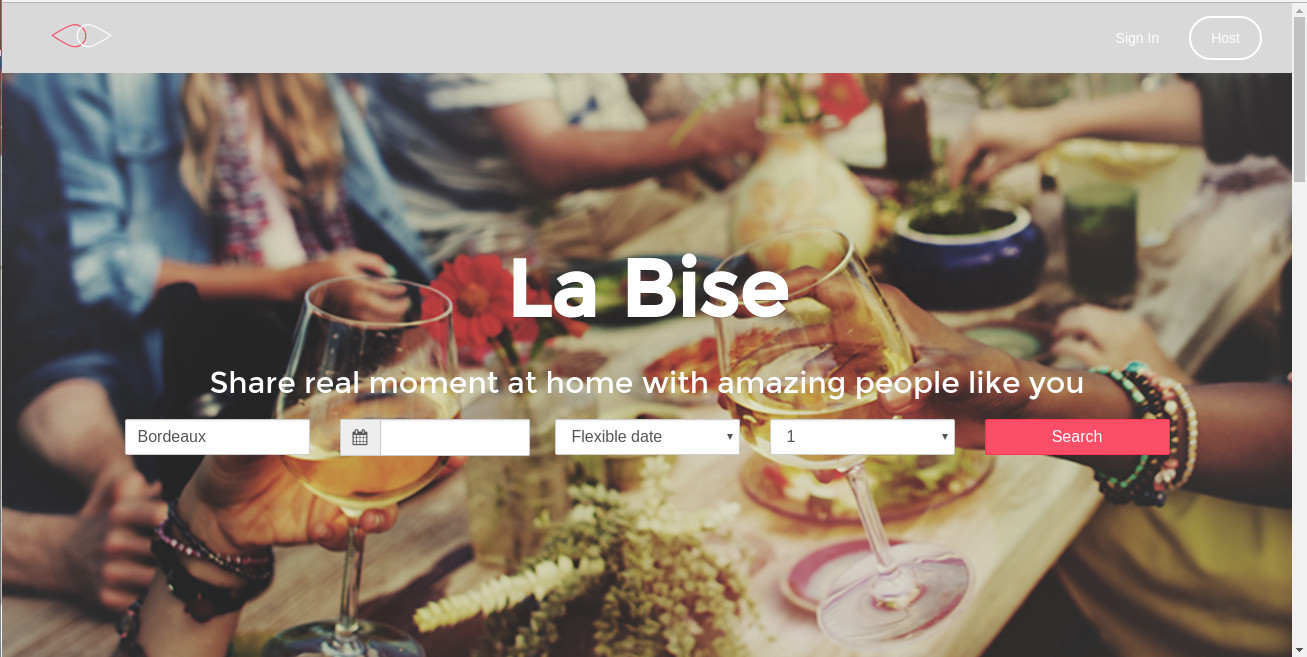 Sign In
Host
La Bise
Share real moment at home with amazing people like you
Bordeaux
Flexible date
1
Search